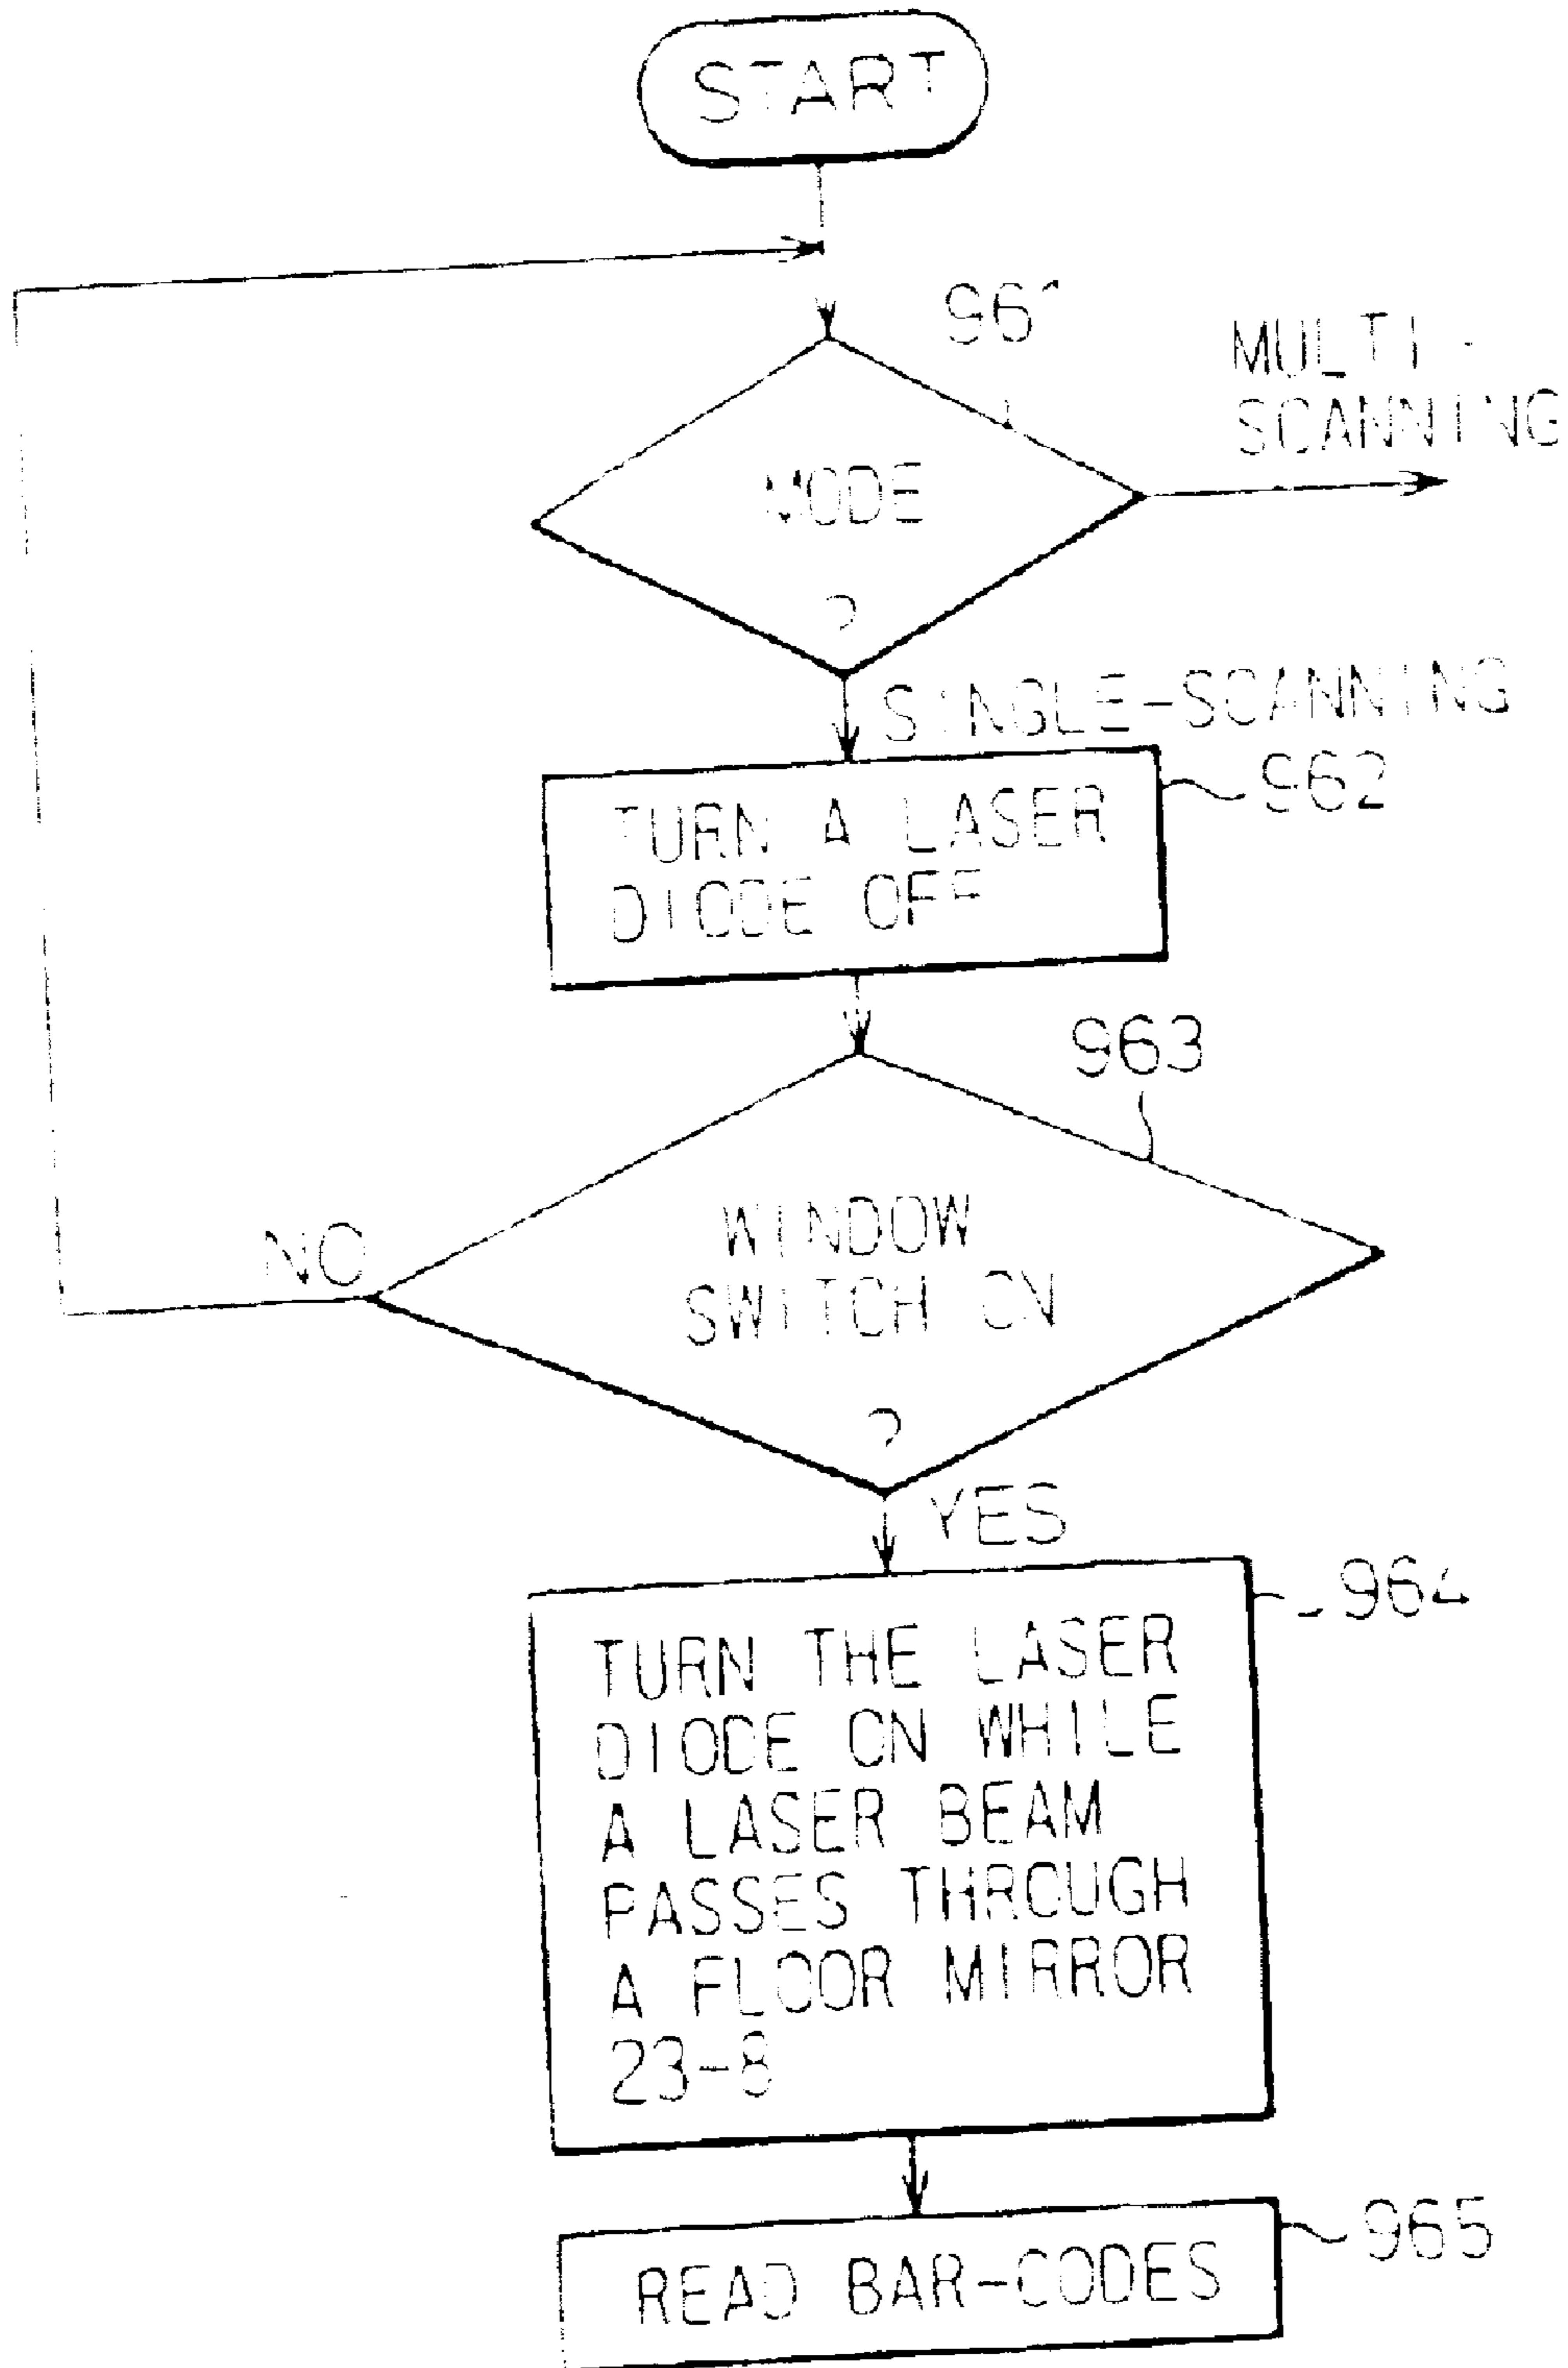 START
961
MULTI-
SCANNING
MODE
?
SINGLE-SCANNING
962
TURN A LASER
DIODE OFF
963
WINDOW
SWITCH ON
?
NO
YES
964
TURN THE LASER
DIODE ON WHILE
A LASER BEAM
PASSES THROUGH
A FLOOR MIRROR
23-8
965
READ BAR-CODES